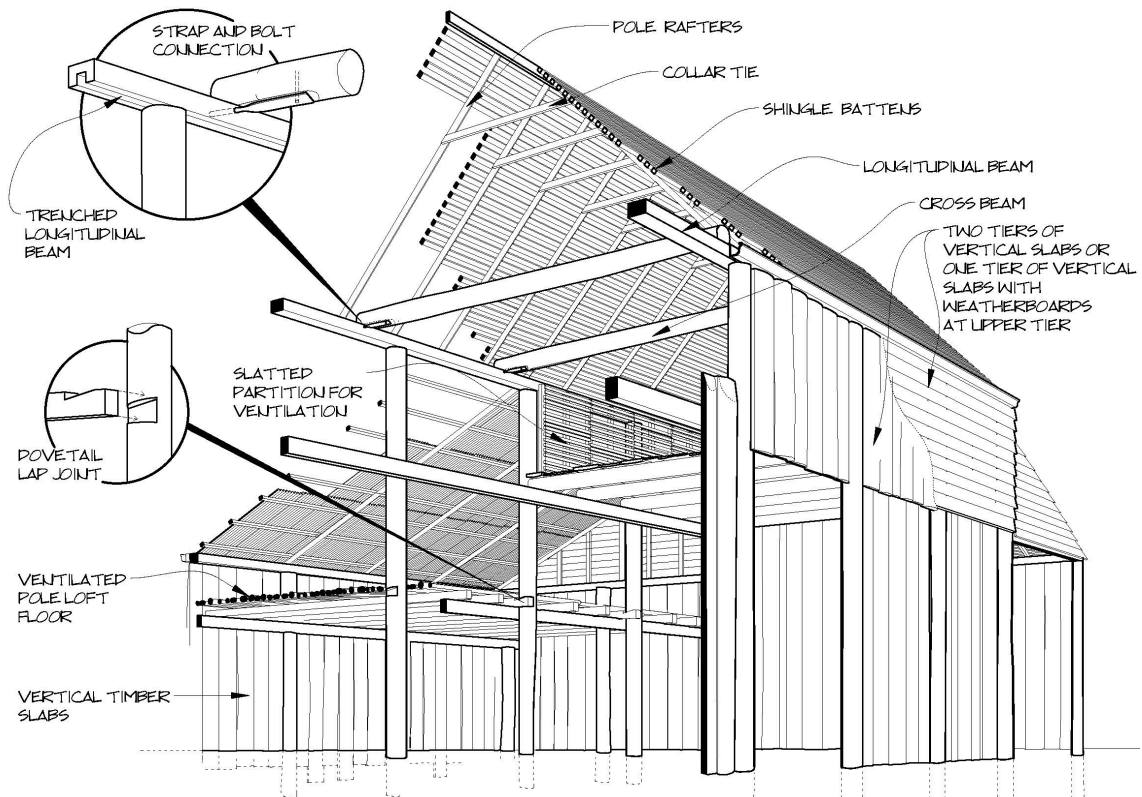 STRAP AND BOLT
CONNECTION
POLE RAFTERS
COLLAR TIE
SHINGLE BATTENS
LONGITUDINAL BEAM
CROSS BEAM
TWO TIERS OF
VERTICAL SLABS OR
ONE TIER OF VERTICAL
SLABS WITH
WEATHERBOARDS
AT UPPER TIER
TRENCHED
LONGITUDINAL
BEAM
SLATTED
PARTITION FOR
VENTILATION
DOVETAIL
LAP JOINT
VENTILATED
POLE LOFT
FLOOR
VERTICAL TIMBER
SLABS